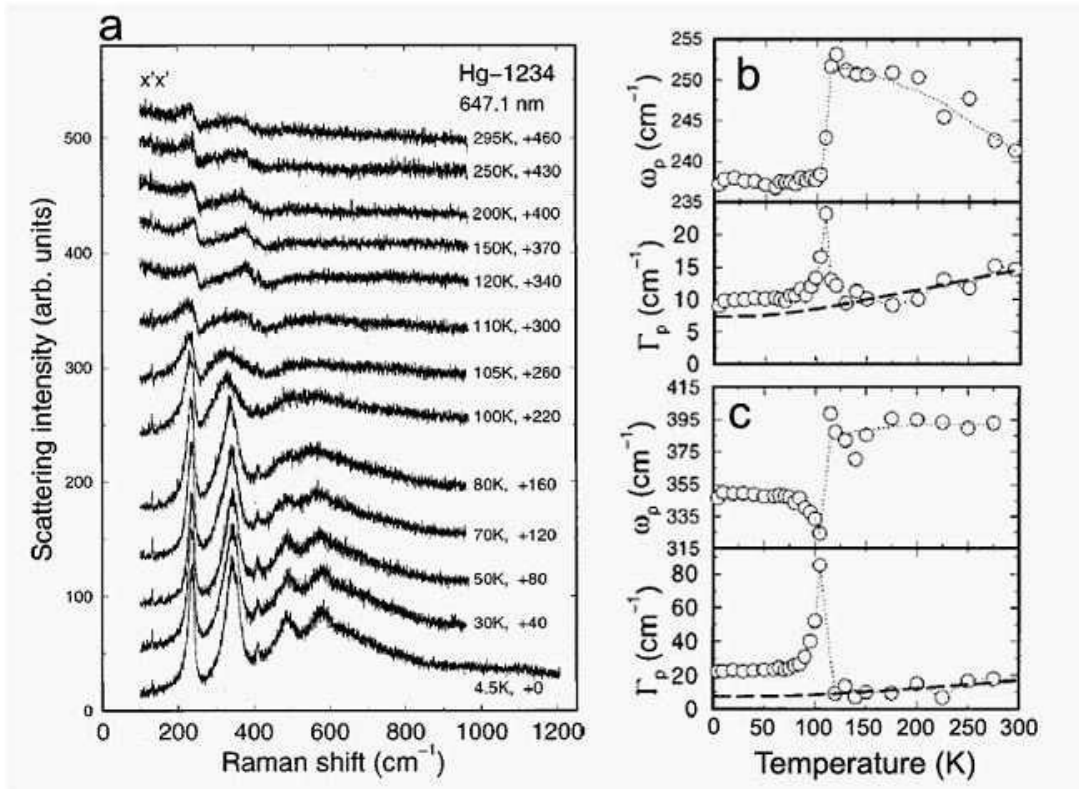 a
x'x'
Hg-1234
647.1 nm
295K, +460
250K, +430
200K, +400
150K, +370
120K, +340
110K, +300
105K, +260
100K, +220
80K, +160
70K, +120
50K, +80
30K, +40
4.5K, +0
500
400
300
200
100
0
Scattering intensity (arb. units)
0 200 400 600 800 1000 1200
Raman shift (cm⁻¹)
b
255
250
245
240
235
ωp (cm⁻¹)
20
15
10
5
0
Γp (cm⁻¹)
c
415
395
375
355
335
315
ωp (cm⁻¹)
80
60
40
20
0
Γp (cm⁻¹)
0 50 100 150 200 250 300
Temperature (K)